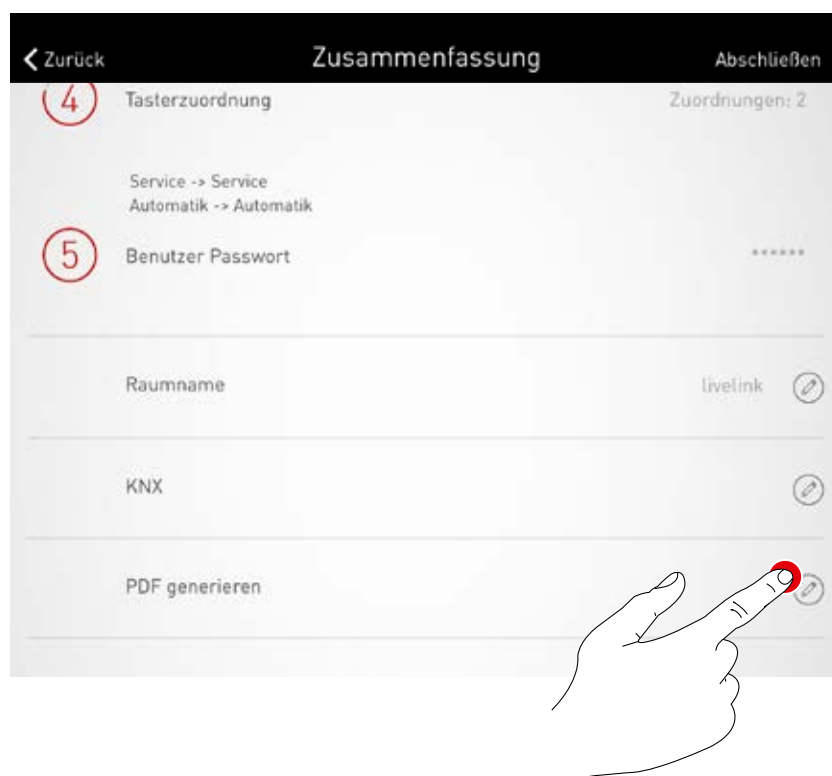 Zurück
Zusammenfassung
Abschließen
4
Tasterzuordnung
Zuordnungen: 2
Service -> Service
Automatik -> Automatik
5
Benutzer Passwort
••••••
Raumname
livelink
KNX
PDF generieren